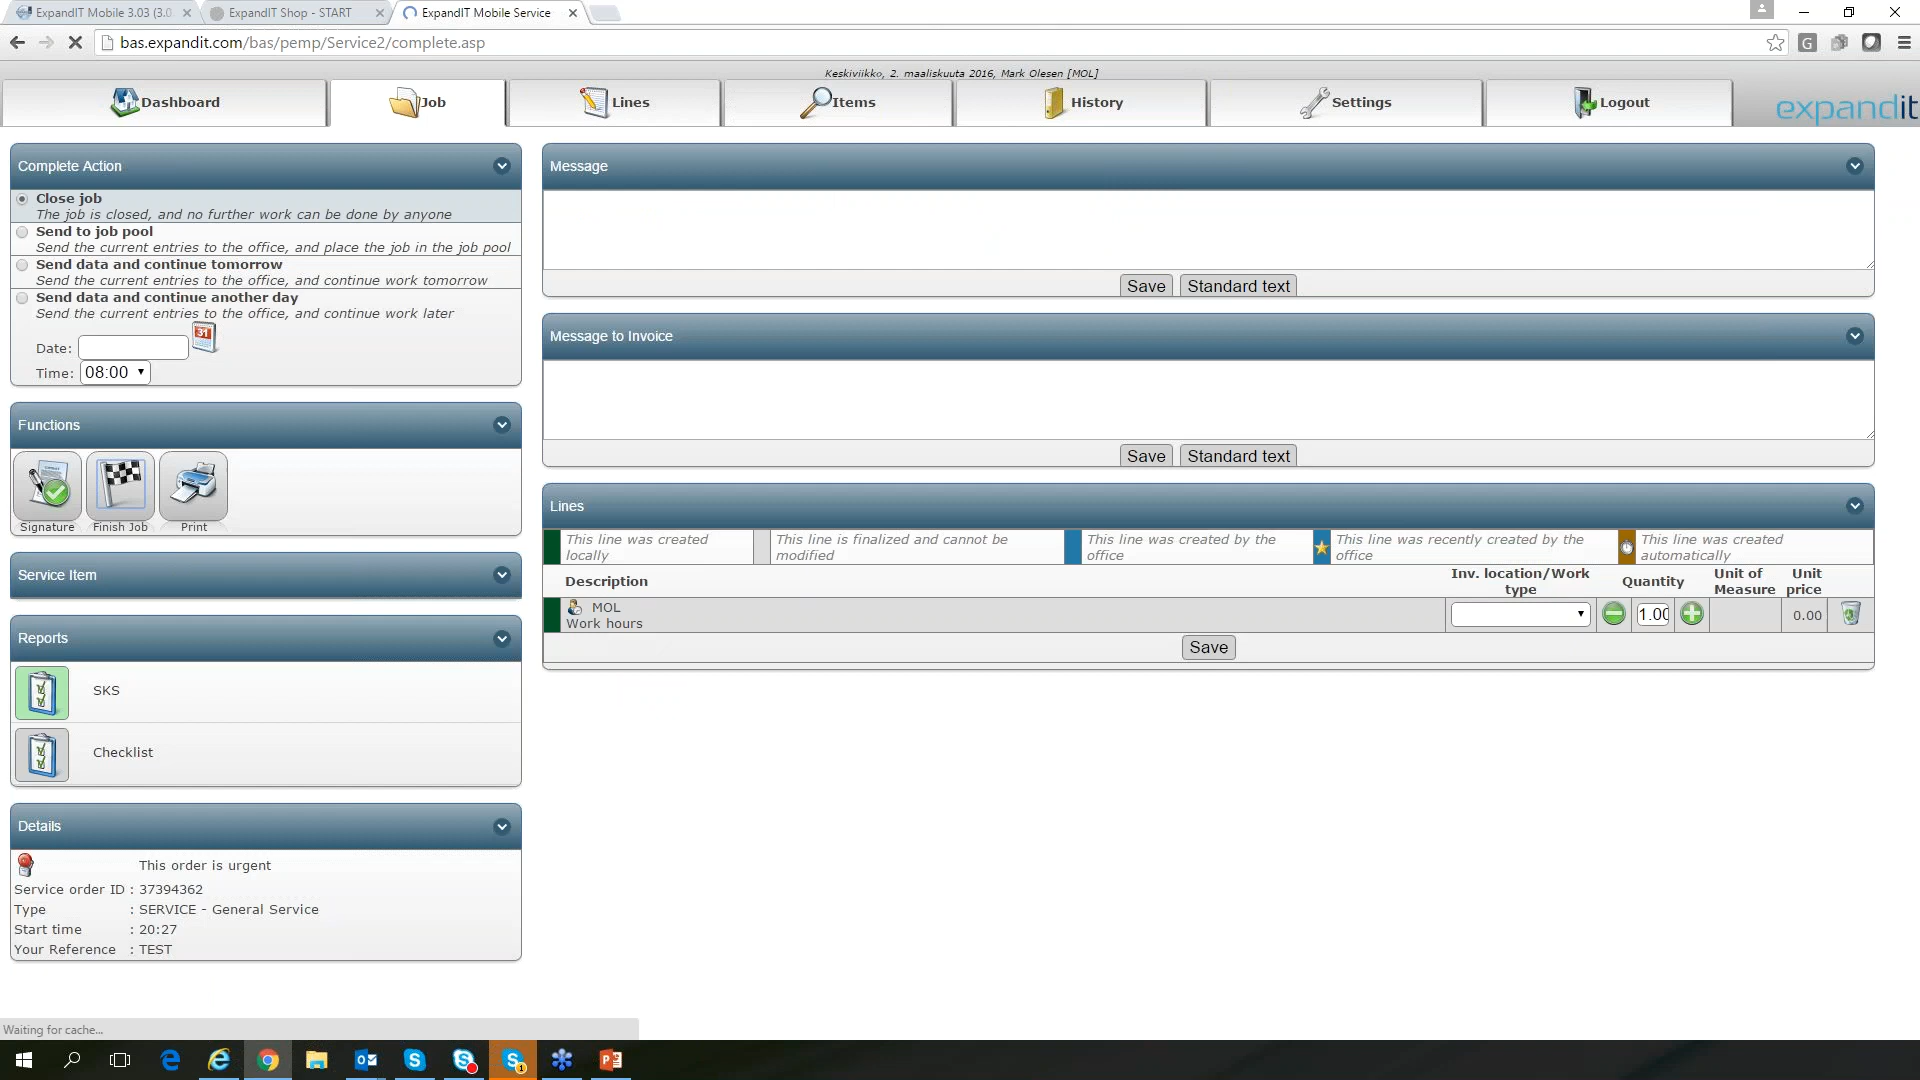 ExpandIT Mobile 3.03 (3.0
ExpandIT Shop - START
ExpandIT Mobile Service
bas.expandit.com/bas/pemp/Service2/complete.asp
Keskiviikko, 2. maaliskuuta 2016, Mark Olesen [MOL]
Dashboard
Job
Lines
Items
History
Settings
Logout
expandit
Complete Action
Close job
The job is closed, and no further work can be done by anyone
Send to job pool
Send the current entries to the office, and place the job in the job pool
Send data and continue tomorrow
Send the current entries to the office, and continue work tomorrow
Send data and continue another day
Send the current entries to the office, and continue work later
Date:
31
Time: 08:00
Functions
Signature
Finish Job
Print
Service Item
Reports
SKS
Checklist
Details
This order is urgent
Service order ID : 37394362
Type : SERVICE - General Service
Start time : 20:27
Your Reference : TEST
Message
Save
Standard text
Message to Invoice
Save
Standard text
Lines
This line was created locally
This line is finalized and cannot be modified
This line was created by the office
This line was recently created by the office
This line was created automatically
Description
Inv. location/Work type
Quantity
Unit of Measure
Unit price
MOL
Work hours
1.00
0.00
Save
Waiting for cache...